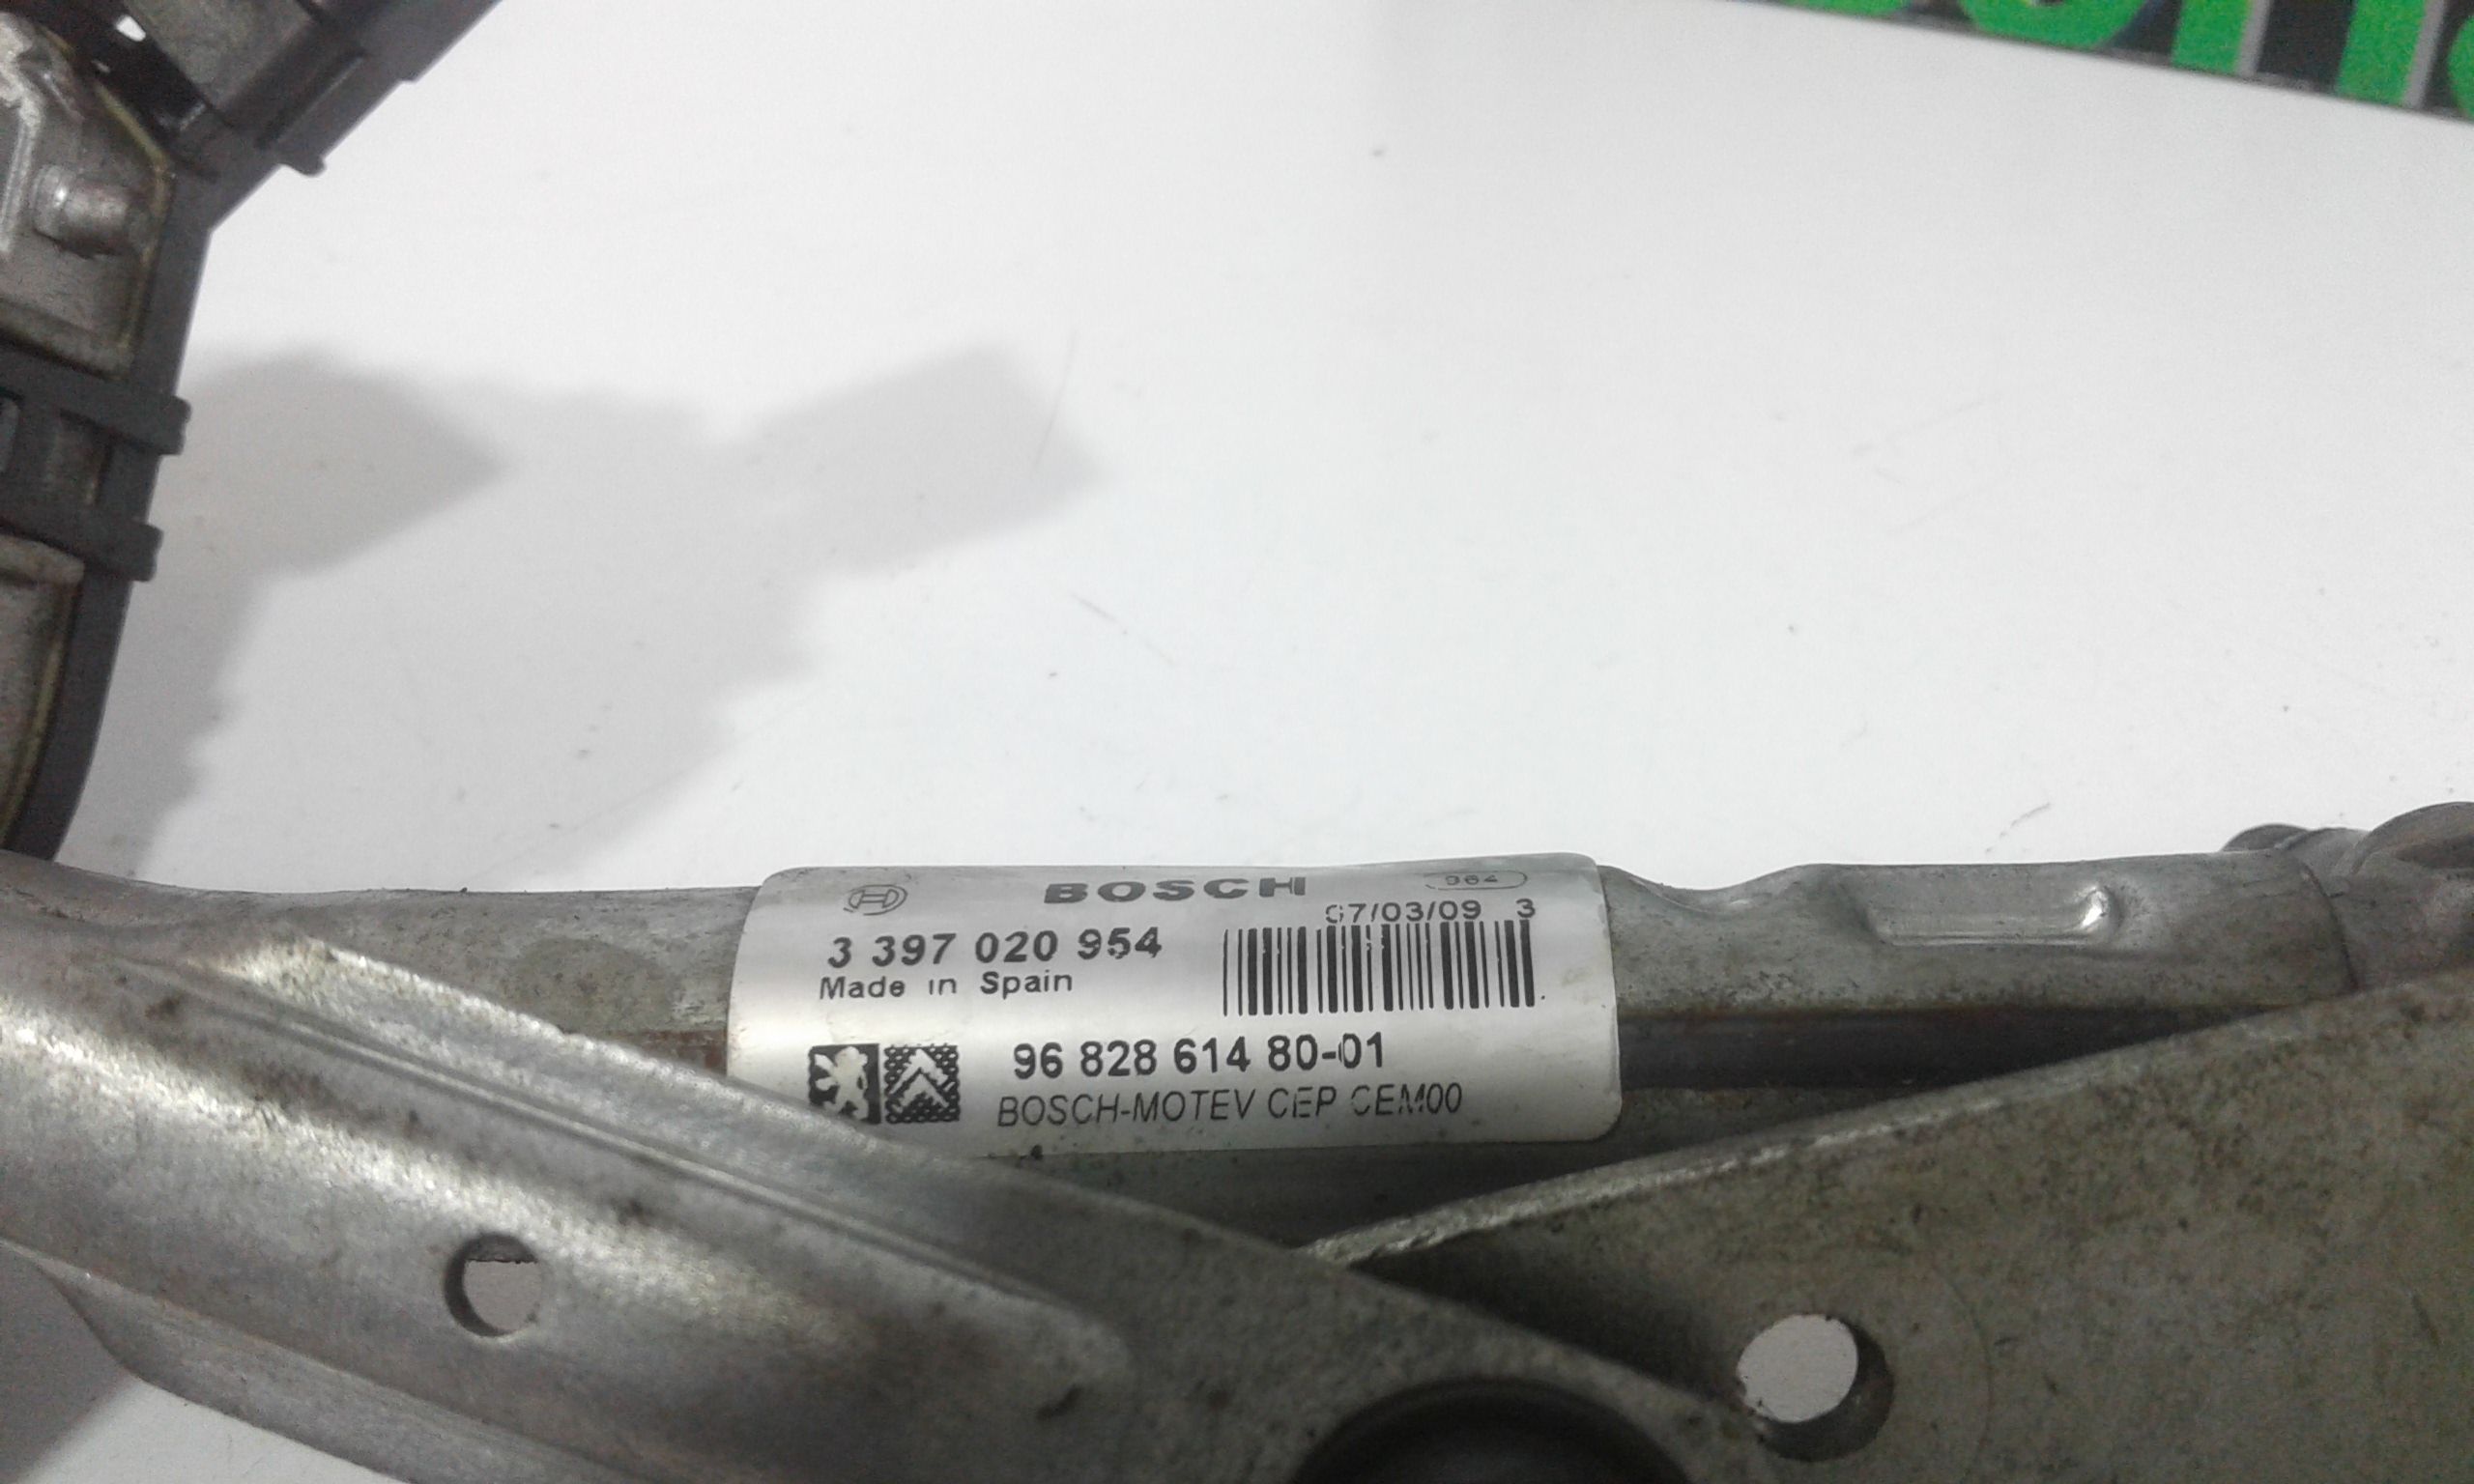 BOSCH
964
07/03/09 3
3 397 020 954
Made in Spain
96 828 614 80-01
BOSCH-MOTEV CEP CEM00